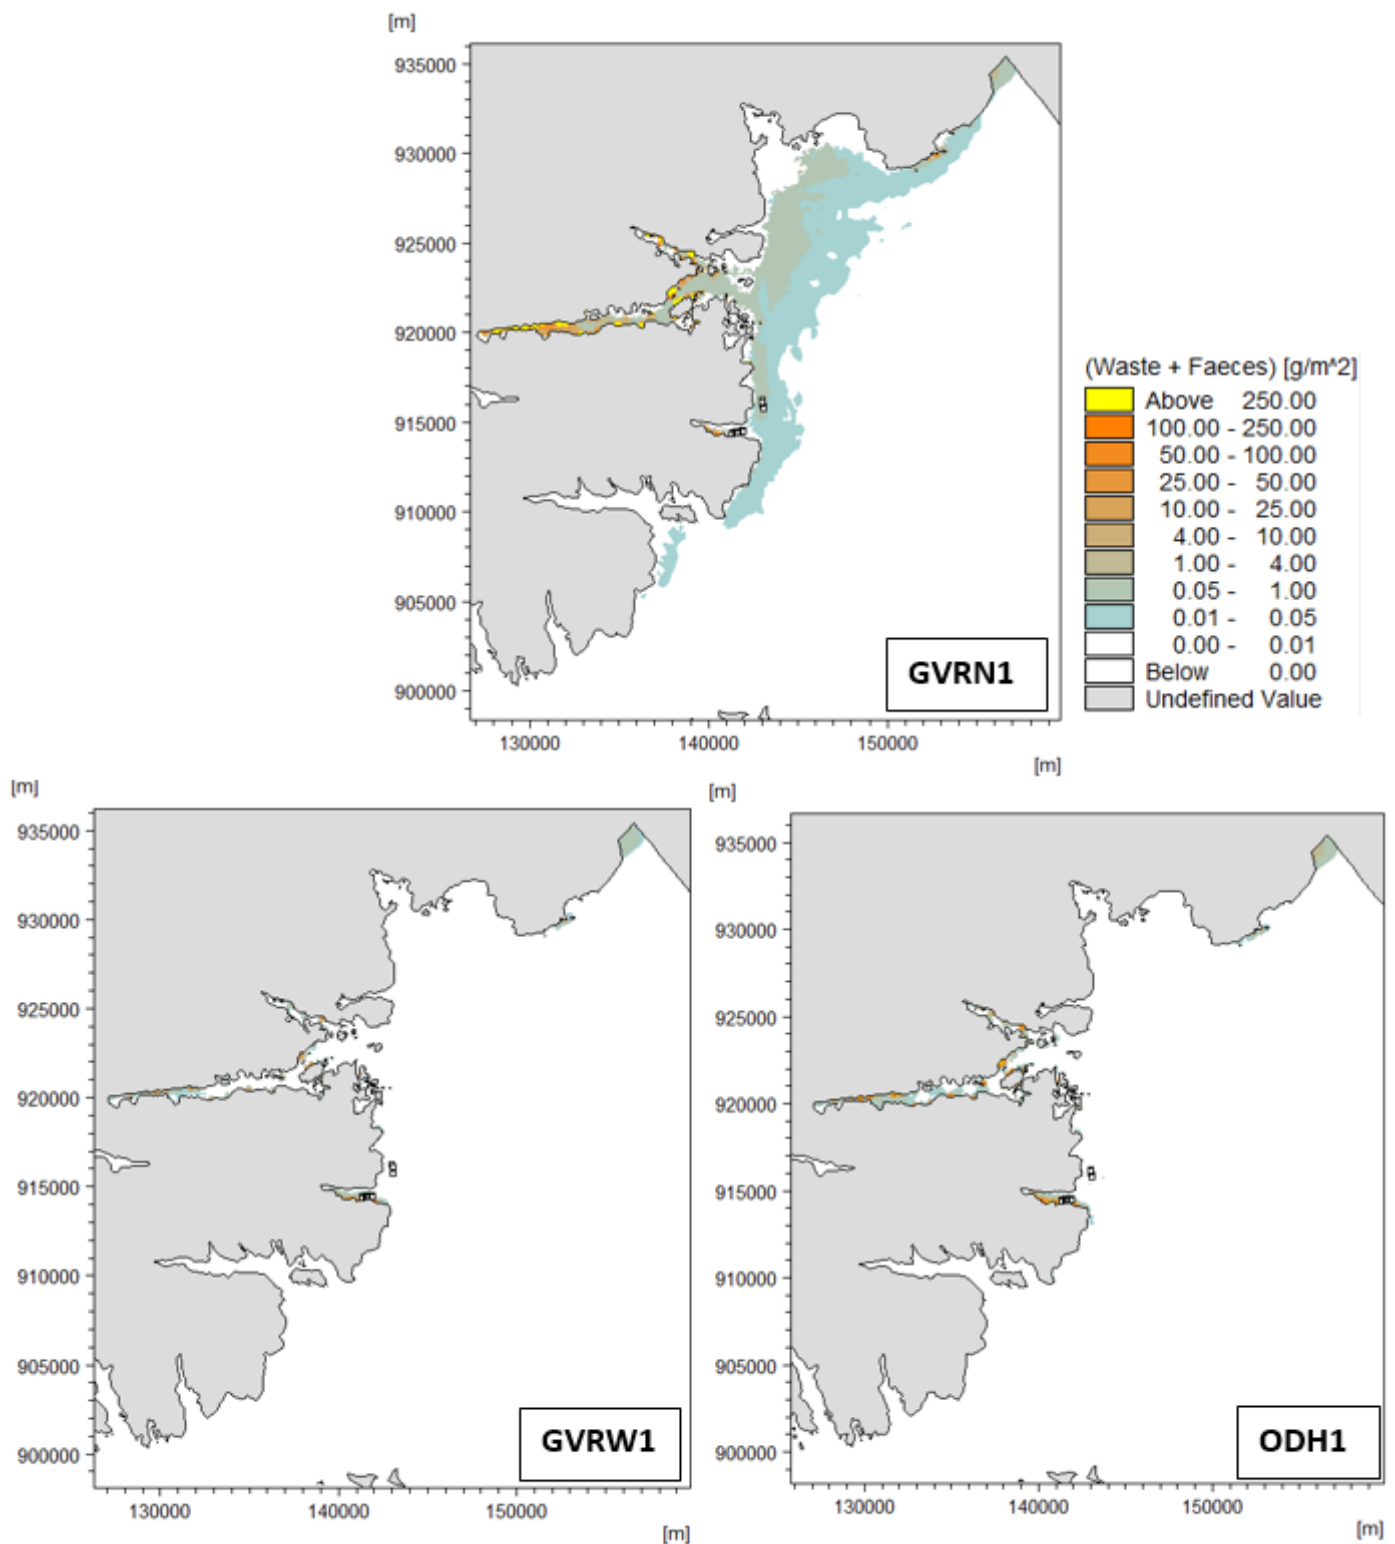 [m]
935000
930000
925000
920000
915000
910000
905000
900000
130000 140000 150000
[m]
GVRN1
(Waste + Faeces) [g/m^2]
Above 250.00
100.00 - 250.00
50.00 - 100.00
25.00 - 50.00
10.00 - 25.00
4.00 - 10.00
1.00 - 4.00
0.05 - 1.00
0.01 - 0.05
0.00 - 0.01
Below 0.00
Undefined Value
[m]
935000
930000
925000
920000
915000
910000
905000
900000
130000 140000 150000
[m]
GVRW1
[m]
935000
930000
925000
920000
915000
910000
905000
900000
130000 140000 150000
[m]
ODH1